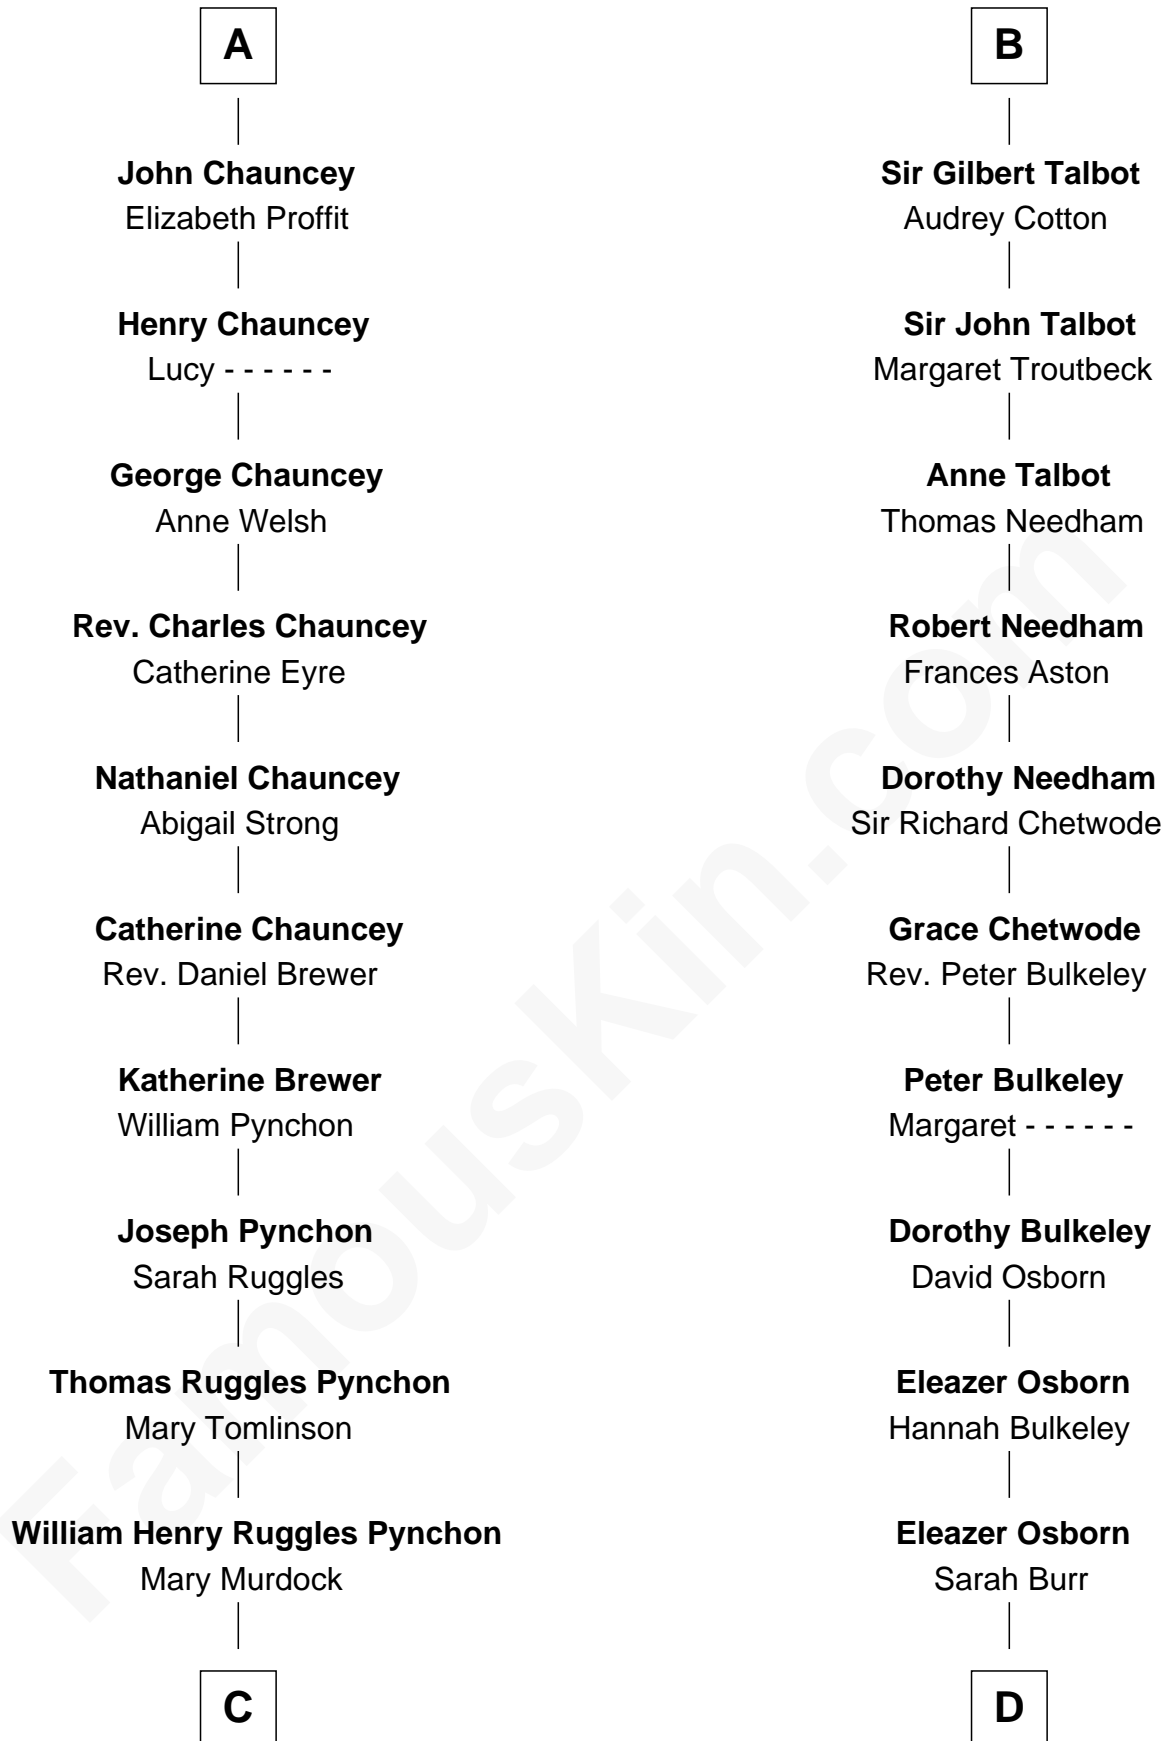 A
John Chauncey
Elizabeth Proffit
Henry Chauncey
Lucy - - - - - -
George Chauncey
Anne Welsh
Rev. Charles Chauncey
Catherine Eyre
Nathaniel Chauncey
Abigail Strong
Catherine Chauncey
Rev. Daniel Brewer
Katherine Brewer
William Pynchon
Joseph Pynchon
Sarah Ruggles
Thomas Ruggles Pynchon
Mary Tomlinson
William Henry Ruggles Pynchon
Mary Murdock
C
B
Sir Gilbert Talbot
Audrey Cotton
Sir John Talbot
Margaret Troutbeck
Anne Talbot
Thomas Needham
Robert Needham
Frances Aston
Dorothy Needham
Sir Richard Chetwode
Grace Chetwode
Rev. Peter Bulkeley
Peter Bulkeley
Margaret - - - - - -
Dorothy Bulkeley
David Osborn
Eleazer Osborn
Hannah Bulkeley
Eleazer Osborn
Sarah Burr
D
FamousKin.com